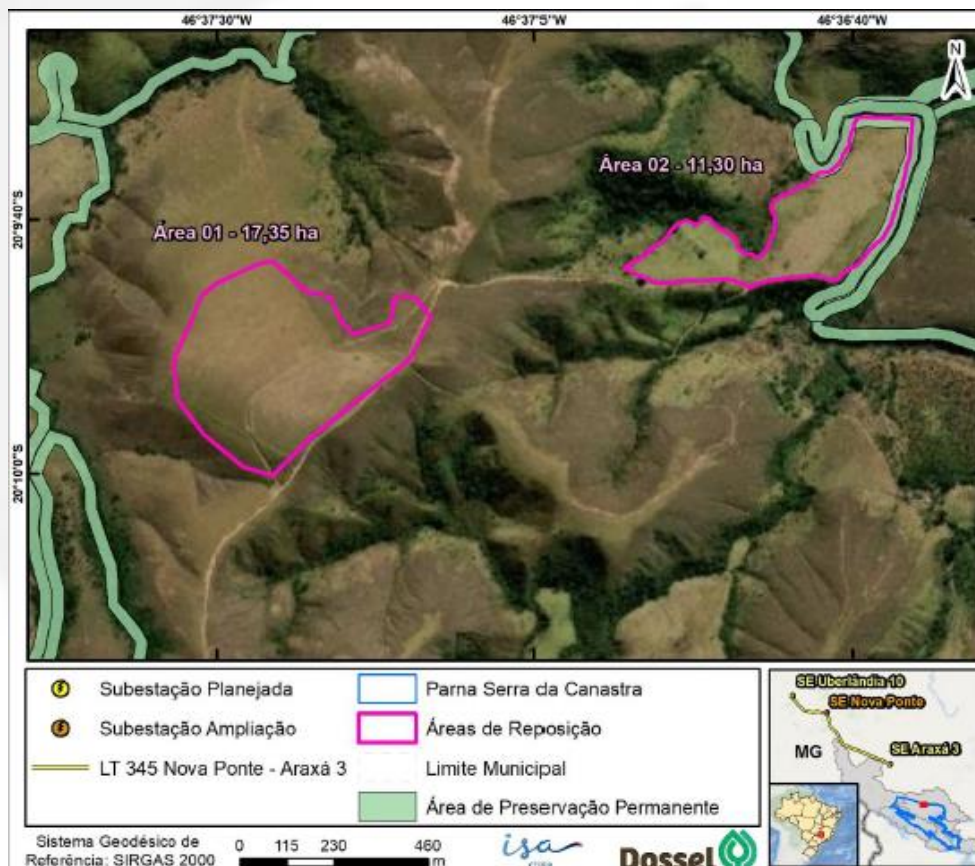 46°37'30"W
46°37'5"W
46°36'40"W
N
Área 02 - 11,30 ha
20°9'40"S
Área 01 - 17,35 ha
20°10'0"S
Subestação Planejada
Subestação Ampliação
LT 345 Nova Ponte - Araxá 3
Parna Serra da Canastra
Áreas de Reposição
Limite Municipal
Área de Preservação Permanente
SE Uberlândia 10
SE Nova Ponte
SE Araxá 3
MG
Sistema Geodésico de
Referência: SIRGAS 2000
0 115 230 460
m
isa
Dossel